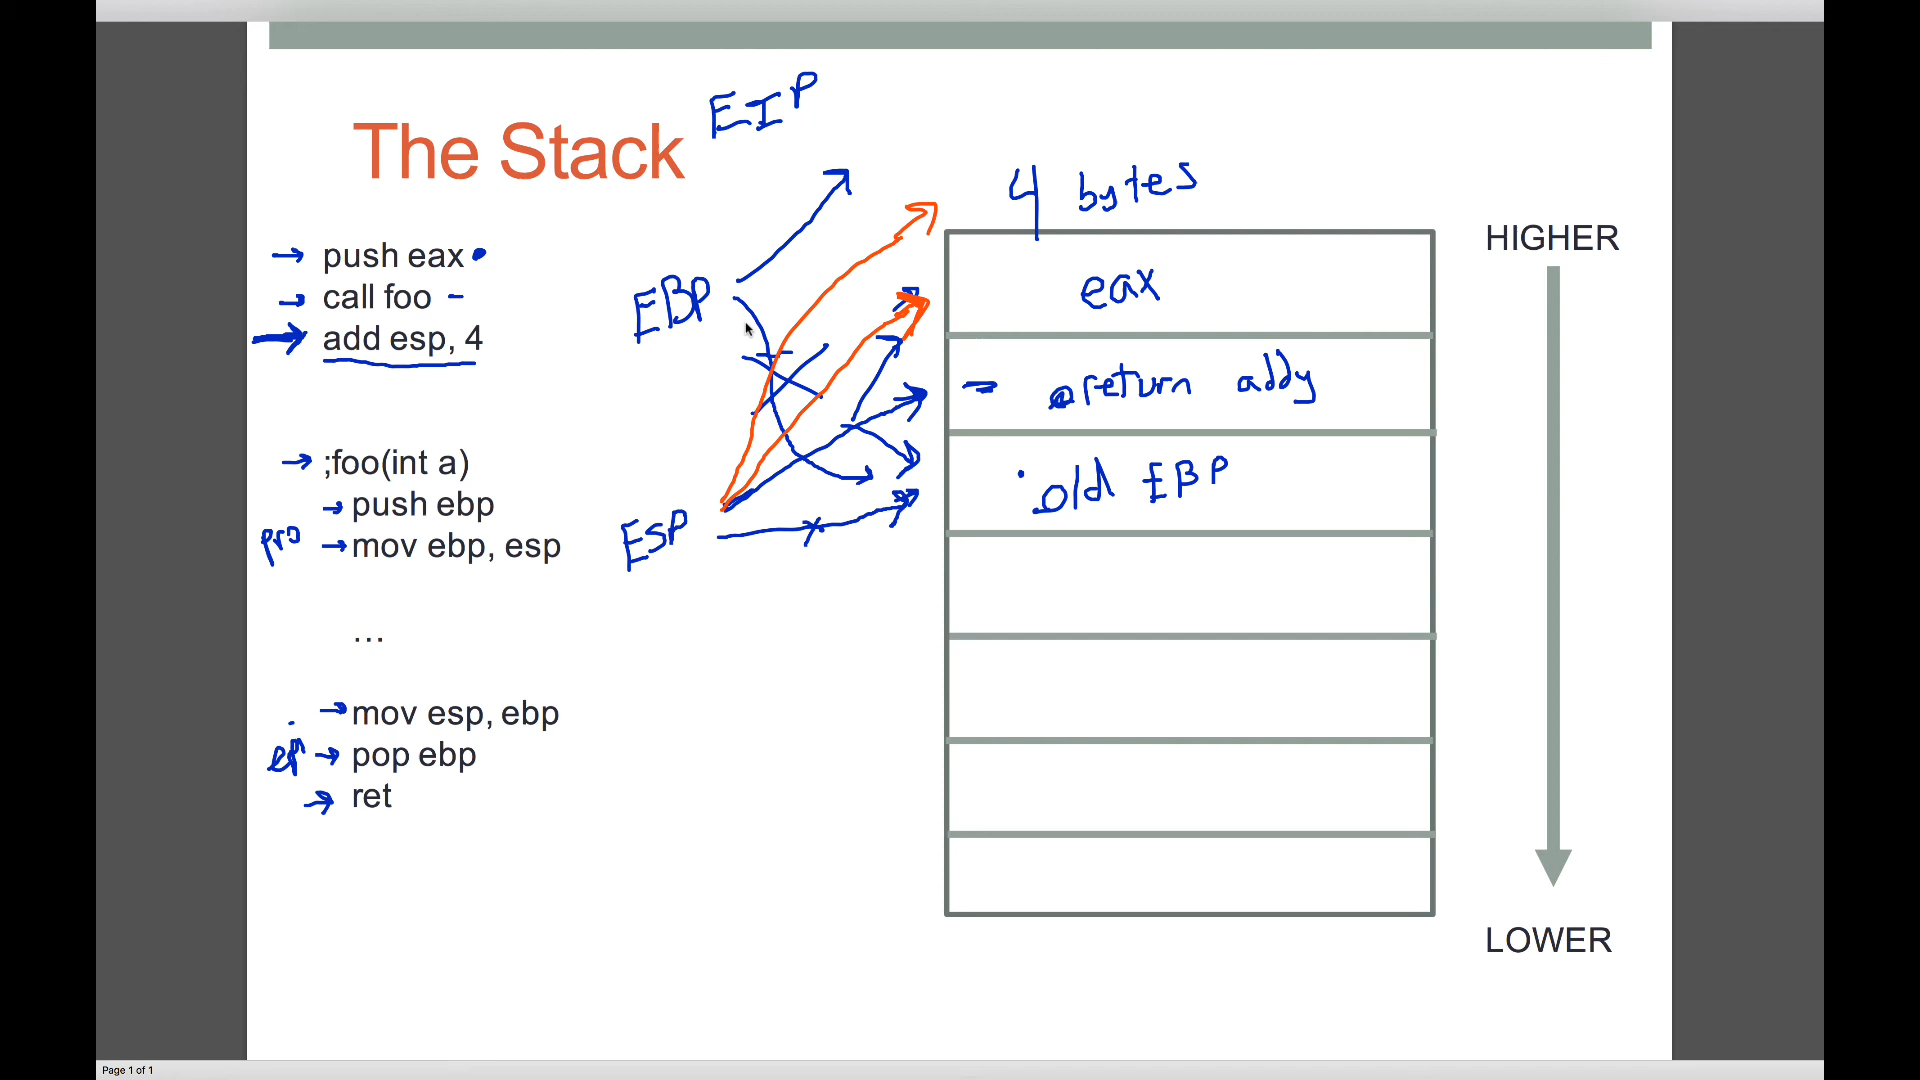 The Stack
EIP
4 bytes
push eax
call foo
add esp, 4
;foo(int a)
push ebp
pro
mov ebp, esp
...
mov esp, ebp
pop ebp
ret
EBP
ESP
eax
return addy
old EBP
HIGHER
LOWER
Page 1 of 1